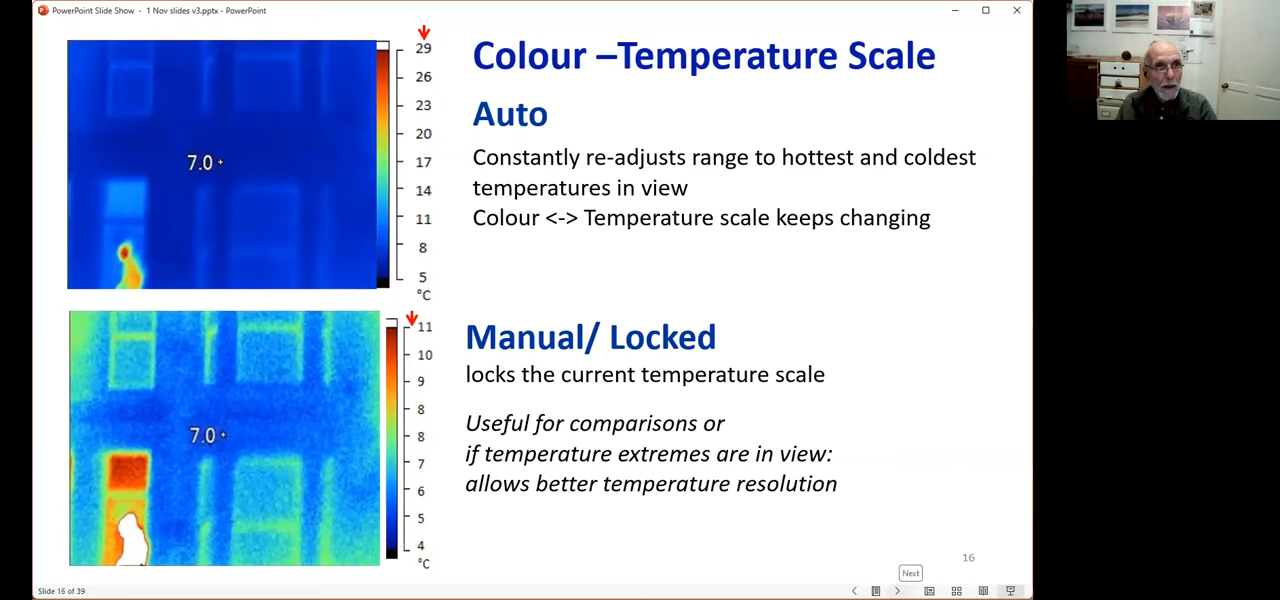 PowerPoint Slide Show - 1 Nov slides v3.pptx - PowerPoint
Colour –Temperature Scale
Auto
Constantly re-adjusts range to hottest and coldest
temperatures in view
Colour <-> Temperature scale keeps changing
7.0
29
26
23
20
17
14
11
8
5
°C
Manual/ Locked
locks the current temperature scale
Useful for comparisons or
if temperature extremes are in view:
allows better temperature resolution
7.0
11
10
9
8
8
7
6
5
4
°C
16
Next
Slide 16 of 39